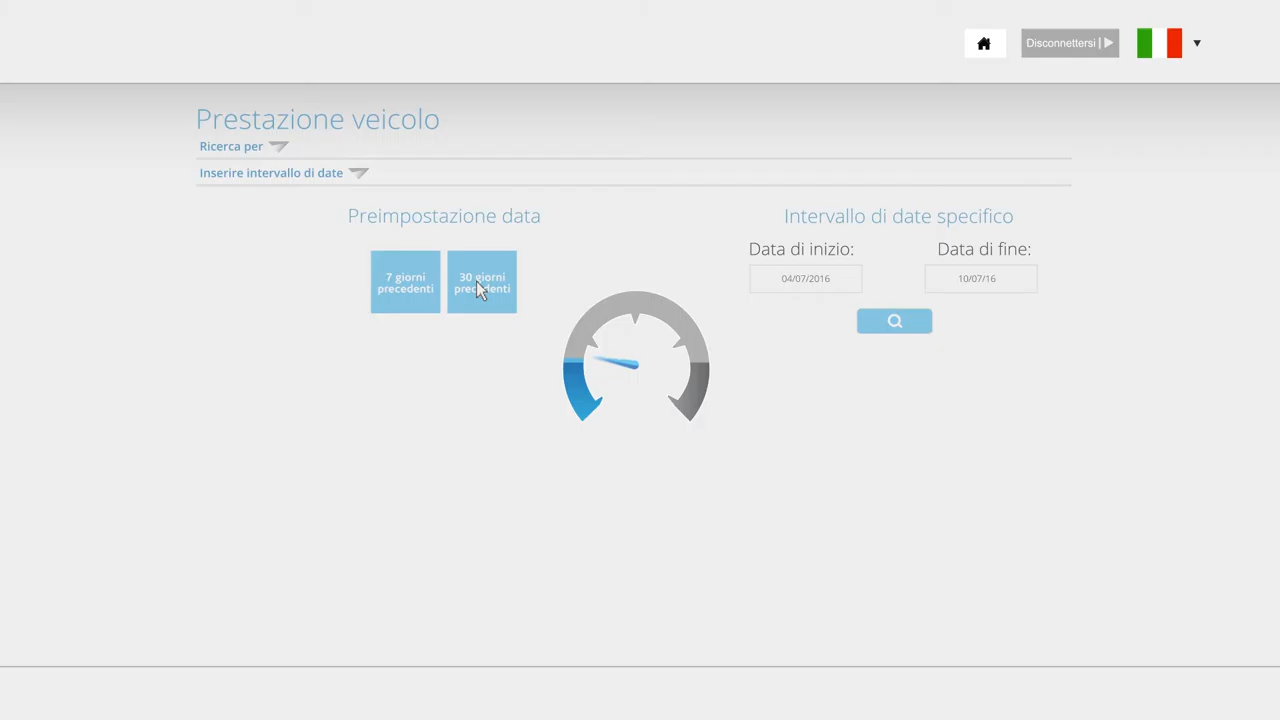 Disconnettersi
Prestazione veicolo
Ricerca per
Inserire intervallo di date
Preimpostazione data
Intervallo di date specifico
Data di inizio:
Data di fine:
7 giorni
precedenti
30 giorni
precedenti
04/07/2016
10/07/16